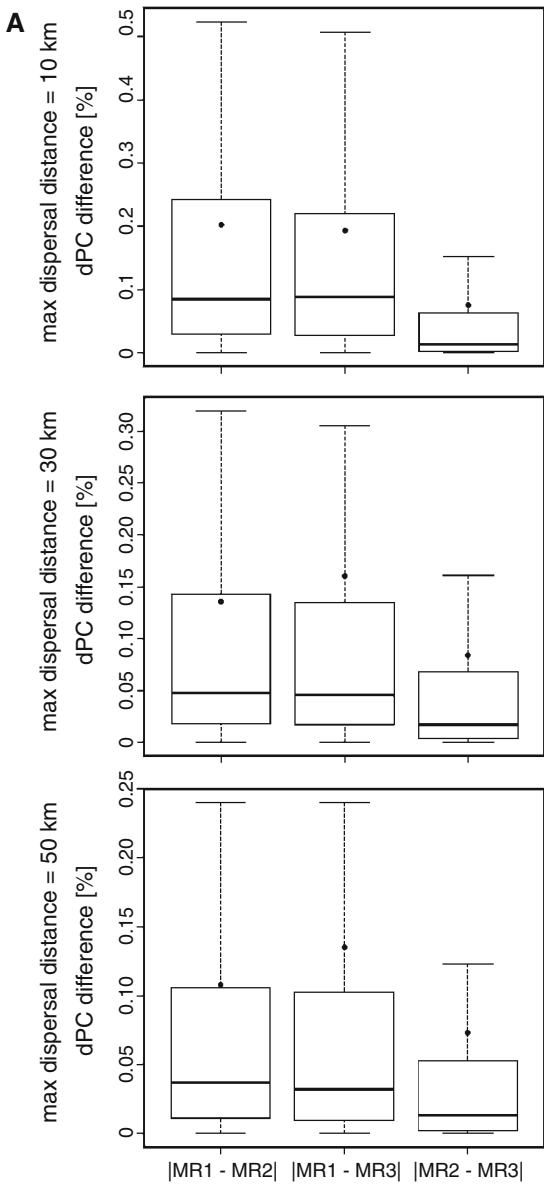 A
max dispersal distance = 10 km
dPC difference [%]
0.5
0.4
0.3
0.2
0.1
0
max dispersal distance = 30 km
dPC difference [%]
0.30
0.25
0.20
0.15
0.10
0.05
0
max dispersal distance = 50 km
dPC difference [%]
0.25
0.20
0.15
0.10
0.05
0
|MR1 - MR2| |MR1 - MR3| |MR2 - MR3|